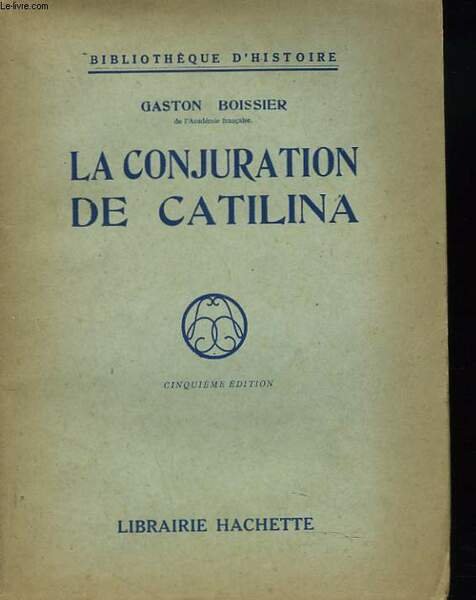 Le-livre.com
BIBLIOTHÈQUE D'HISTOIRE
GASTON BOISSIER
de l'Académie française.
LA CONJURATION
DE CATILINA
CINQUIÈME ÉDITION
LIBRAIRIE HACHETTE